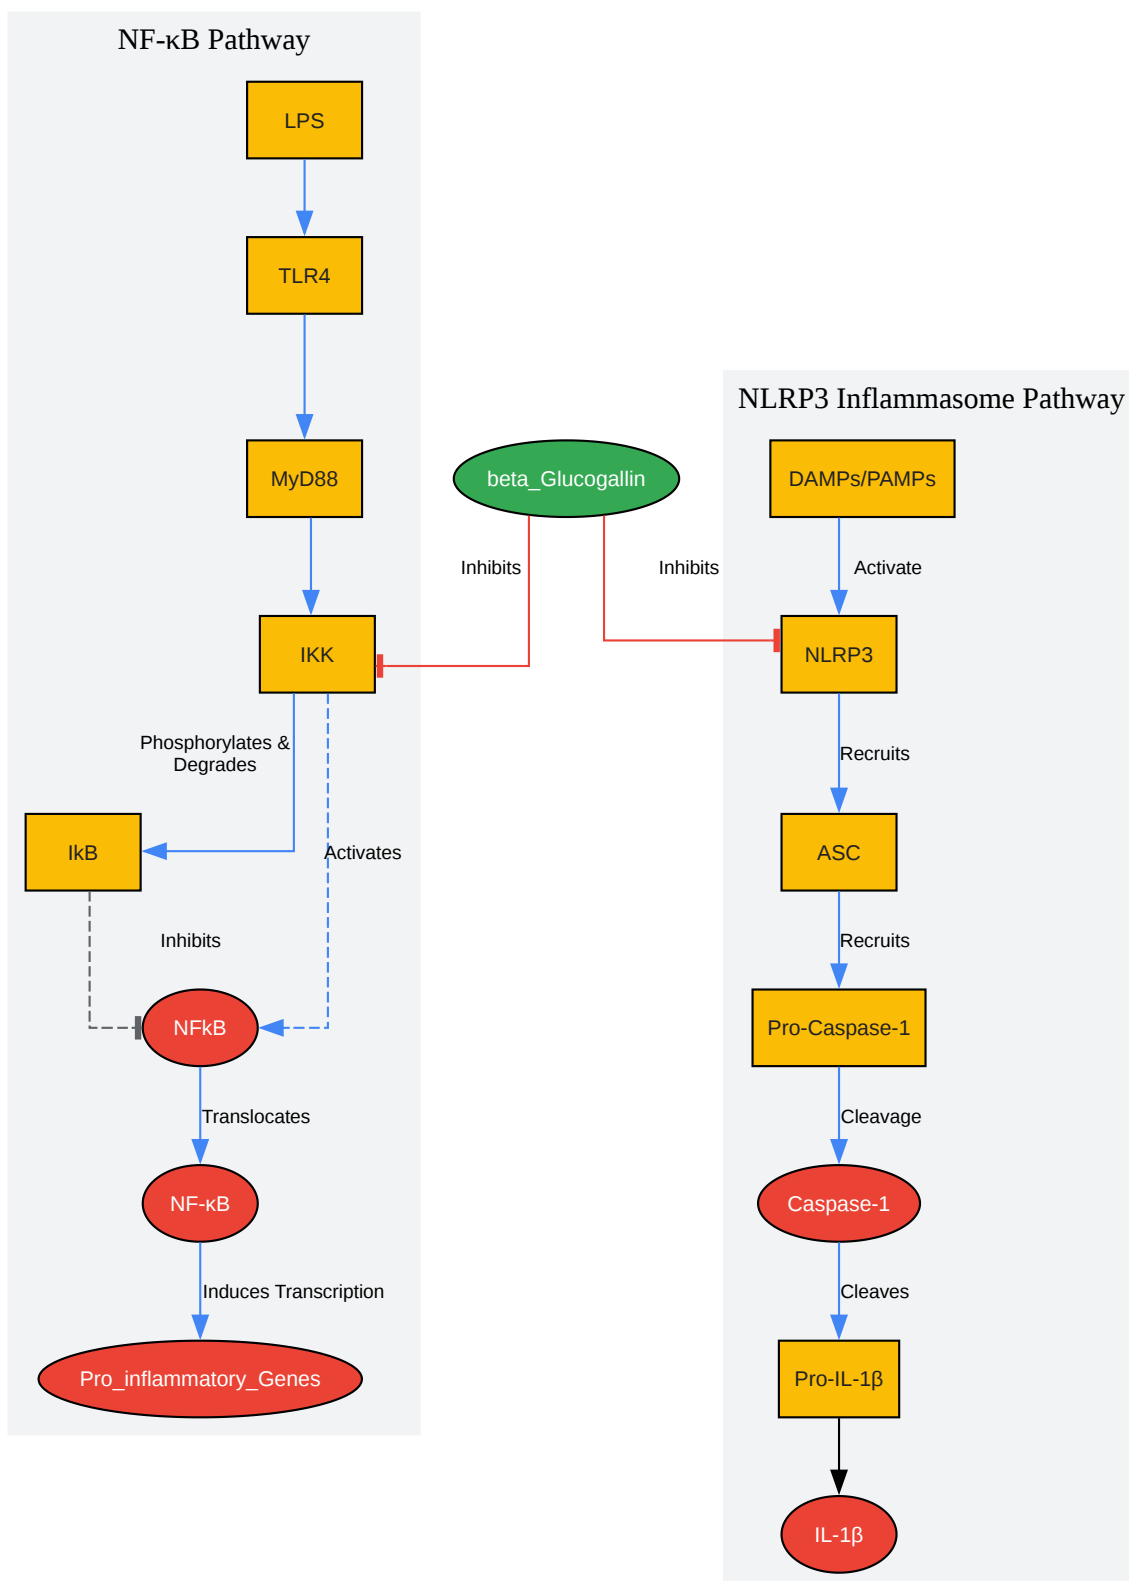 NF-κB Pathway
LPS
TLR4
MyD88
IKK
Phosphorylates &
Degrades
IkB
Activates
Inhibits
NFkB
Translocates
NF-κB
Induces Transcription
Pro_inflammatory_Genes
beta_Glucogallin
Inhibits
Inhibits
NLRP3 Inflammasome Pathway
DAMPs/PAMPs
Activate
NLRP3
Recruits
ASC
Recruits
Pro-Caspase-1
Cleavage
Caspase-1
Cleaves
Pro-IL-1β
IL-1β